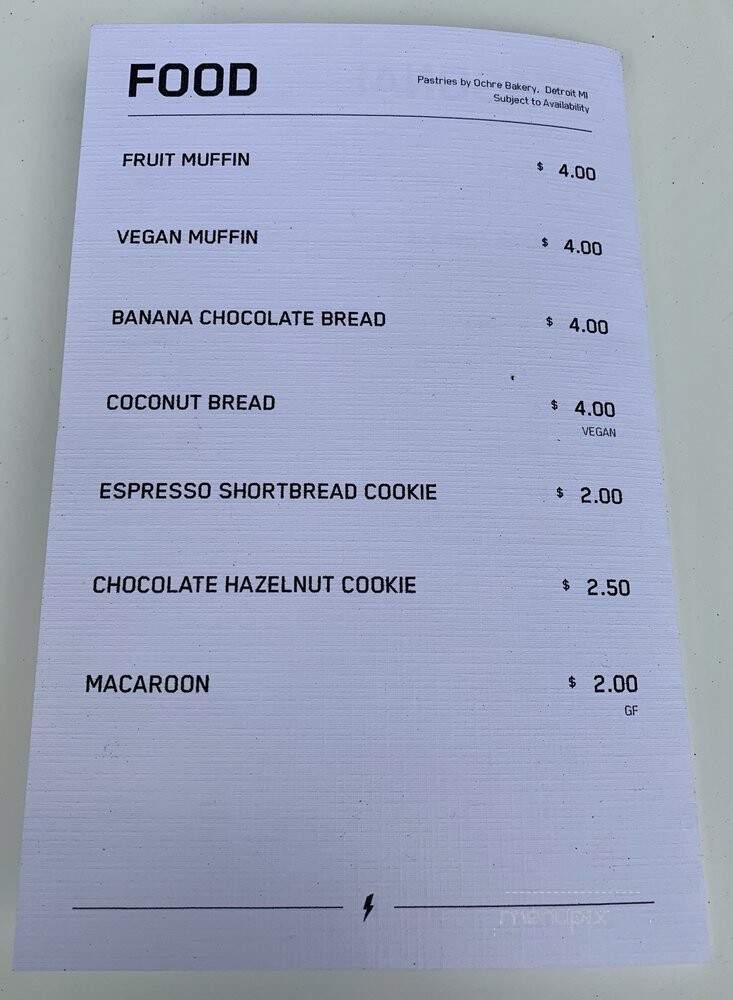 FOOD
Pastries by Ochre Bakery, Detroit MI
Subject to Availability
FRUIT MUFFIN $ 4.00
VEGAN MUFFIN $ 4.00
BANANA CHOCOLATE BREAD $ 4.00
COCONUT BREAD $ 4.00
VEGAN
ESPRESSO SHORTBREAD COOKIE $ 2.00
CHOCOLATE HAZELNUT COOKIE $ 2.50
MACAROON $ 2.00
GF
menupix